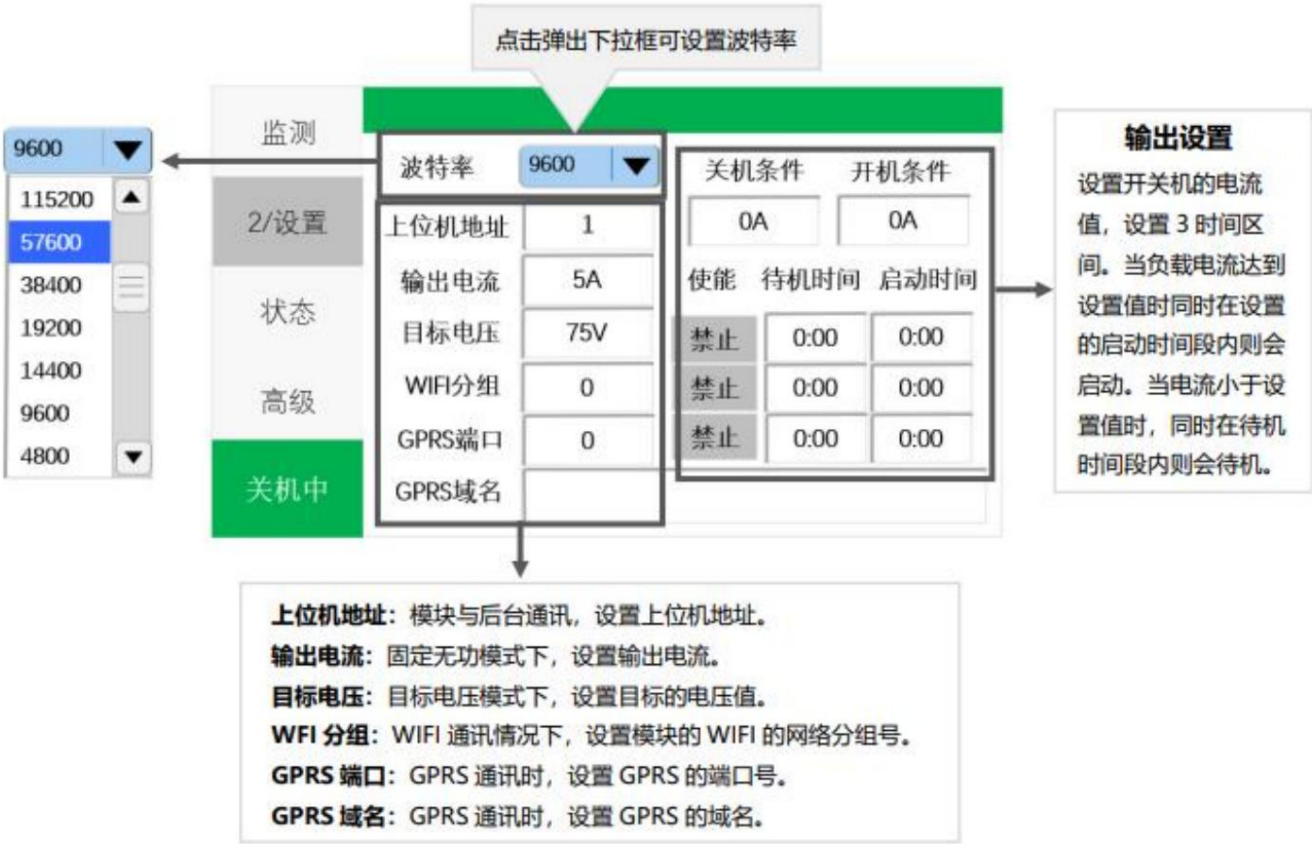 点击弹出下拉框可设置波特率
9600
115200
57600
38400
19200
14400
9600
4800
监测
2/设置
状态
高级
关机中
波特率 9600
上位机地址 1
输出电流 5A
目标电压 75V
WIFI分组 0
GPRS端口 0
GPRS域名
关机条件 开机条件
0A 0A
使能 待机时间 启动时间
禁止 0:00 0:00
禁止 0:00 0:00
禁止 0:00 0:00
输出设置
设置开关机的电流
值，设置 3 时间区
间。当负载电流达到
设置值时同时在设置
的启动时间段内则会
启动。当电流小于设
置值时，同时在待机
时间段内则会待机。
上位机地址：模块与后台通讯，设置上位机地址。
输出电流：固定无功模式下，设置输出电流。
目标电压：目标电压模式下，设置目标的电压值。
WFI 分组：WIFI 通讯情况下，设置模块的 WIFI 的网络分组号。
GPRS 端口：GPRS 通讯时，设置 GPRS 的端口号。
GPRS 域名：GPRS 通讯时，设置 GPRS 的域名。